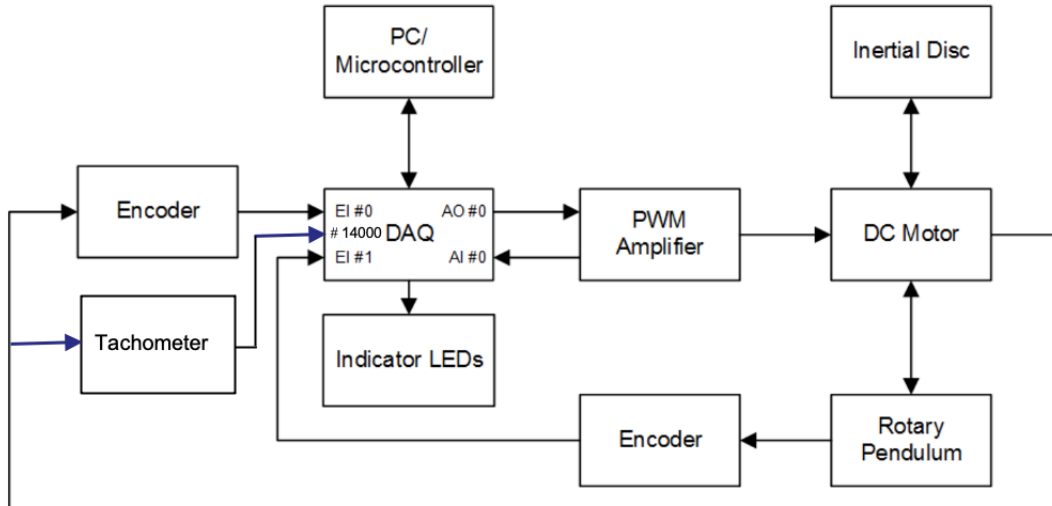 PC/
Microcontroller
Inertial Disc
Encoder
EI #0
AO #0
# 14000 DAQ
EI #1
AI #0
PWM
Amplifier
DC Motor
Tachometer
Indicator LEDs
Encoder
Rotary
Pendulum